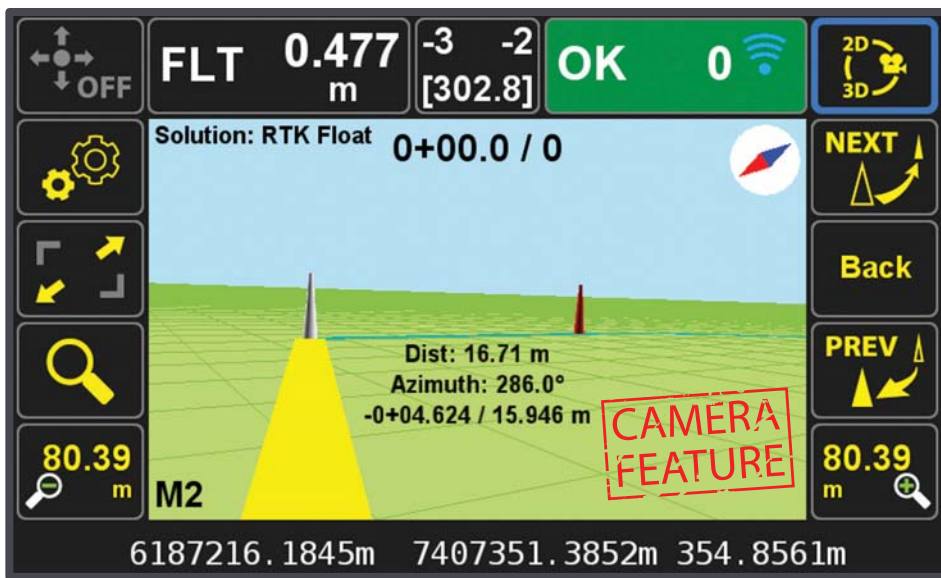 OFF
FLT 0.477 m
-3 -2
[302.8]
OK 0
2D
3D
Solution: RTK Float
0+00.0 / 0
NEXT
Back
PREV
Dist: 16.71 m
Azimuth: 286.0°
-0+04.624 / 15.946 m
CAMERA
FEATURE
80.39
m
M2
80.39
m
6187216.1845m 7407351.3852m 354.8561m